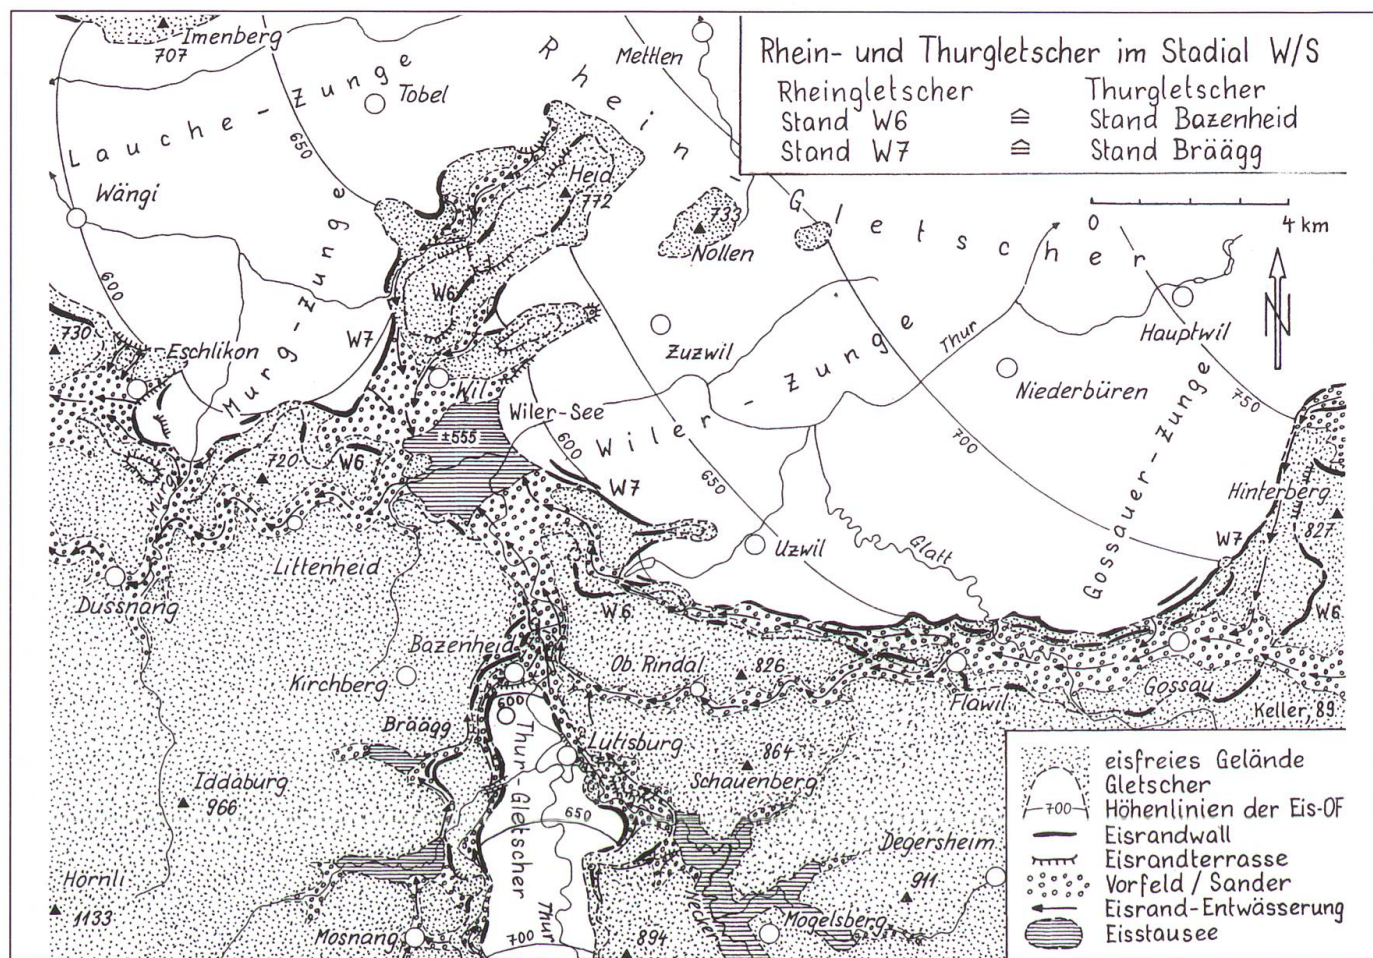 Rhein- und Thurgletscher im Stadial W/S
Rheingletscher Thurgletscher
Stand W6 ≙ Stand Bazenheid
Stand W7 ≙ Stand Bräägg
0 4 km
N
Imenberg
707
Mettlen
Tobel
Lauche-Zunge
650
Rhein-Gletscher
Wängi
Heid
772
733
Nollen
600
Murg-Zunge
W6
W7
730
Eschlikon
Zuzwil
Thur
Hauptwil
Wil
Niederbüren
Wiler-See
Wiler-Zunge
±555
600
750
700
650
Gossauer-Zunge
720
W6
W7
Murg
Hinterberg
827
W7
Uzwil
Glatt
Littenheid
Dussnang
W6
W6
Bazenheid
Ob. Rindal
826
Kirchberg
Flawil
Gossau
Keller, 89
600
Bräägg
Thur-Gletscher
Lutisburg
864
Schauenberg
Iddaburg
966
650
Degersheim
911
Hörnli
1133
Thur
Necker
Mogelsberg
Mosnang
700
894
eisfreies Gelände
Gletscher
700 Höhenlinien der Eis-OF
Eisrandwall
Eisrandterrasse
Vorfeld / Sander
Eisrand-Entwässerung
Eisstausee